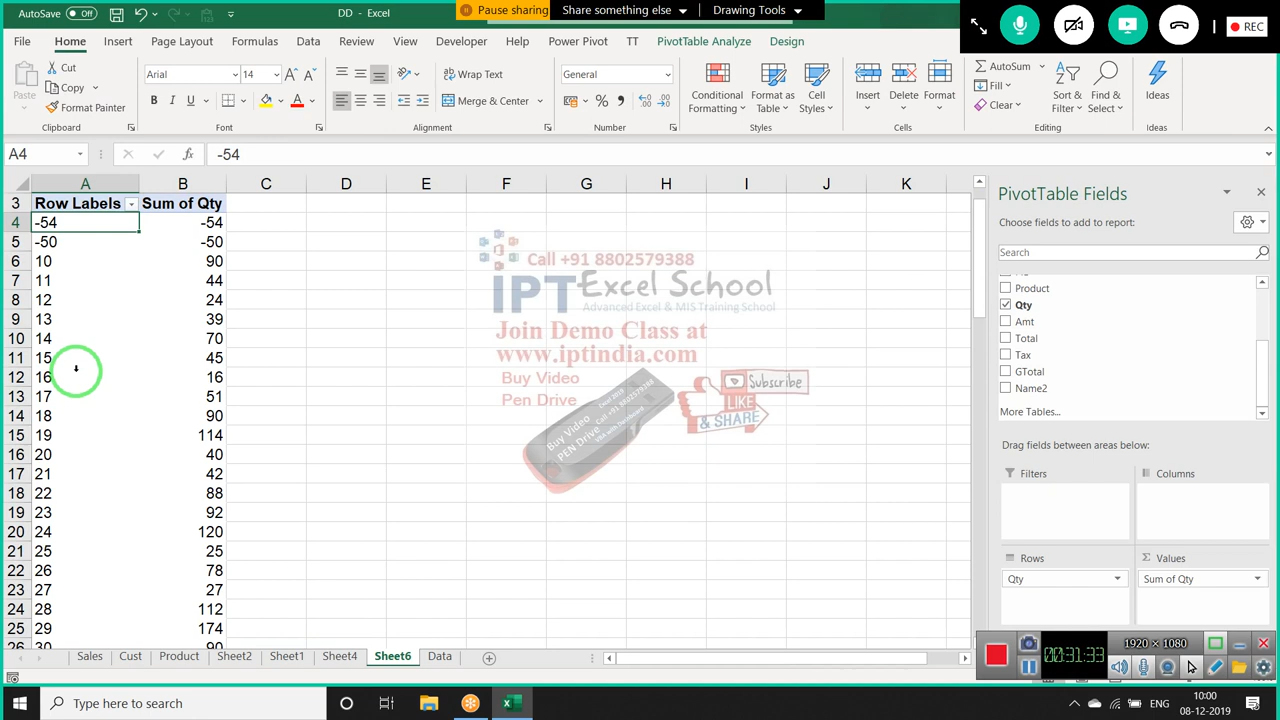 AutoSave Off
DD - Excel
Pause sharing
Share something else
Drawing Tools
REC
File Home Insert Page Layout Formulas Data Review View Developer Help Power Pivot TT PivotTable Analyze Design
Paste
Cut
Copy
Format Painter
Clipboard
Arial 14
B I U
Font
Wrap Text
Merge & Center
Alignment
General
Number
Conditional Formatting
Format as Table
Cell Styles
Styles
Insert Delete Format
Cells
AutoSum
Fill
Clear
Sort & Filter
Find & Select
Editing
Ideas
Ideas
A4 fx -54
A B C D E F G H I J K
3 Row Labels Sum of Qty
4 -54 -54
5 -50 -50
6 10 90
7 11 44
8 12 24
9 13 39
10 14 70
11 15 45
12 16 16
13 17 51
14 18 90
15 19 114
16 20 40
17 21 42
18 22 88
19 23 92
20 24 120
21 25 25
22 26 78
23 27 27
24 28 112
25 29 174
26 30 90
Call +91 8802579388
IPT Excel School
Advanced Excel & MIS Training School
Join Demo Class at
www.iptindia.com
Buy Video
Pen Drive
Buy Video
PEN Drive
Subscribe
LIKE
& SHARE
PivotTable Fields
Choose fields to add to report:
Search
Product
Qty
Amt
Total
Tax
GTotal
Name2
More Tables...
Drag fields between areas below:
Filters
Columns
Rows
Values
Qty
Sum of Qty
Sales Cust Product Sheet2 Sheet1 Sheet4 Sheet6 Data
00:31:33
1920 × 1080
Type here to search
ENG
10:00
08-12-2019